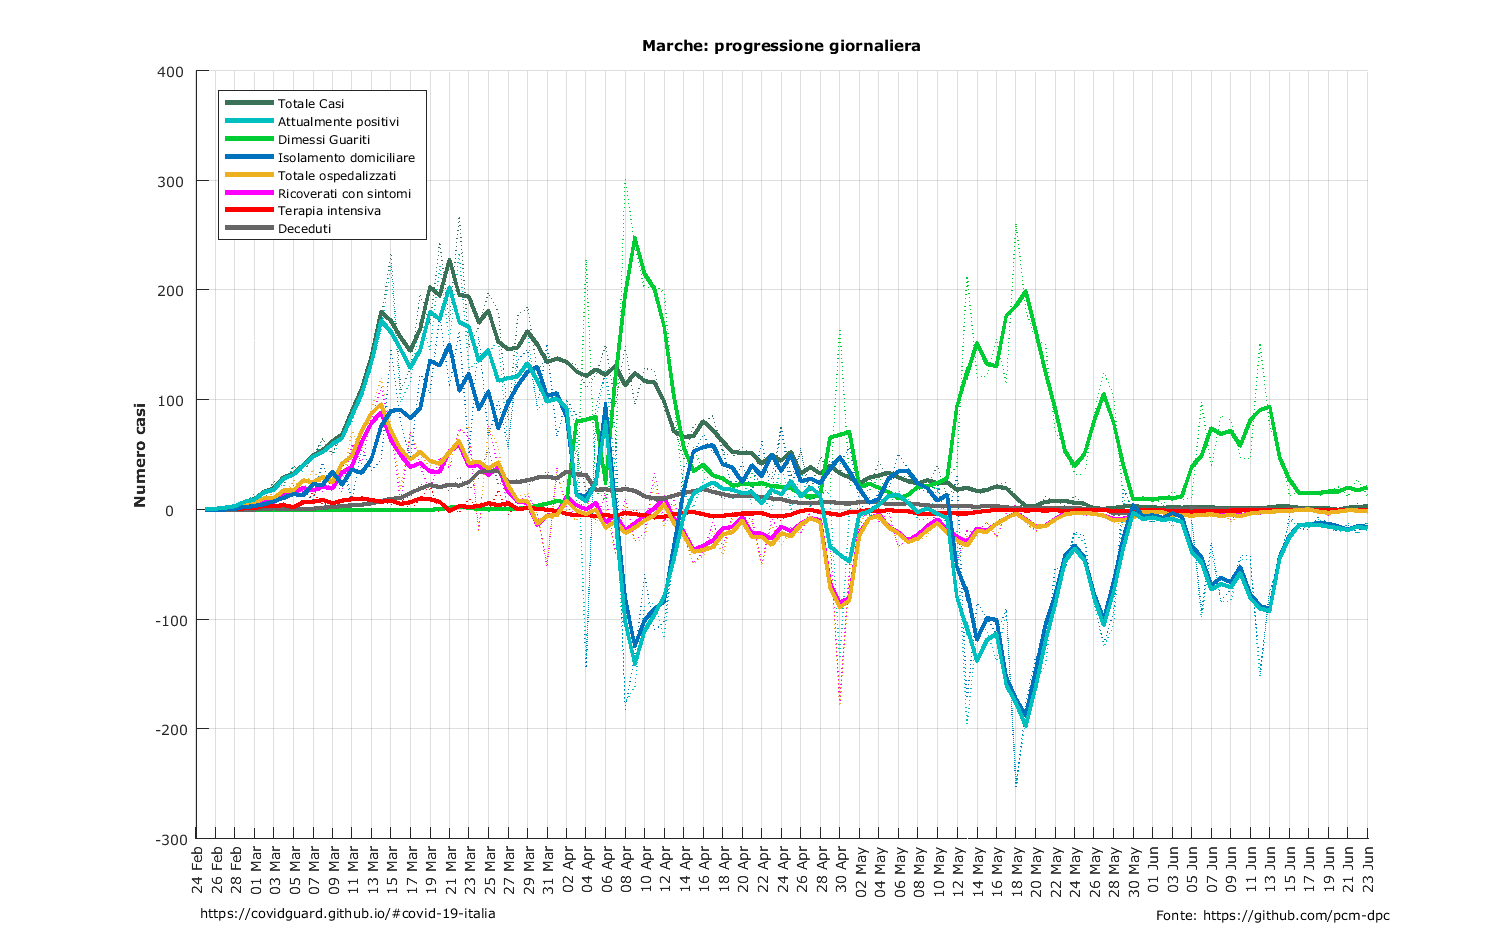 Marche: progressione giornaliera
400
300
200
100
0
-100
-200
-300
Numero casi
Totale Casi
Attualmente positivi
Dimessi Guariti
Isolamento domiciliare
Totale ospedalizzati
Ricoverati con sintomi
Terapia intensiva
Deceduti
24 Feb
26 Feb
28 Feb
01 Mar
03 Mar
05 Mar
07 Mar
09 Mar
11 Mar
13 Mar
15 Mar
17 Mar
19 Mar
21 Mar
23 Mar
25 Mar
27 Mar
29 Mar
31 Mar
02 Apr
04 Apr
06 Apr
08 Apr
10 Apr
12 Apr
14 Apr
16 Apr
18 Apr
20 Apr
22 Apr
24 Apr
26 Apr
28 Apr
30 Apr
02 May
04 May
06 May
08 May
10 May
12 May
14 May
16 May
18 May
20 May
22 May
24 May
26 May
28 May
30 May
01 Jun
03 Jun
05 Jun
07 Jun
09 Jun
11 Jun
13 Jun
15 Jun
17 Jun
19 Jun
21 Jun
23 Jun
https://covidguard.github.io/#covid-19-italia
Fonte: https://github.com/pcm-dpc